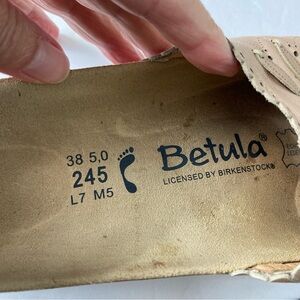 38 5,0
245
L7 M5
Betula®
LICENSED BY BIRKENSTOCK®